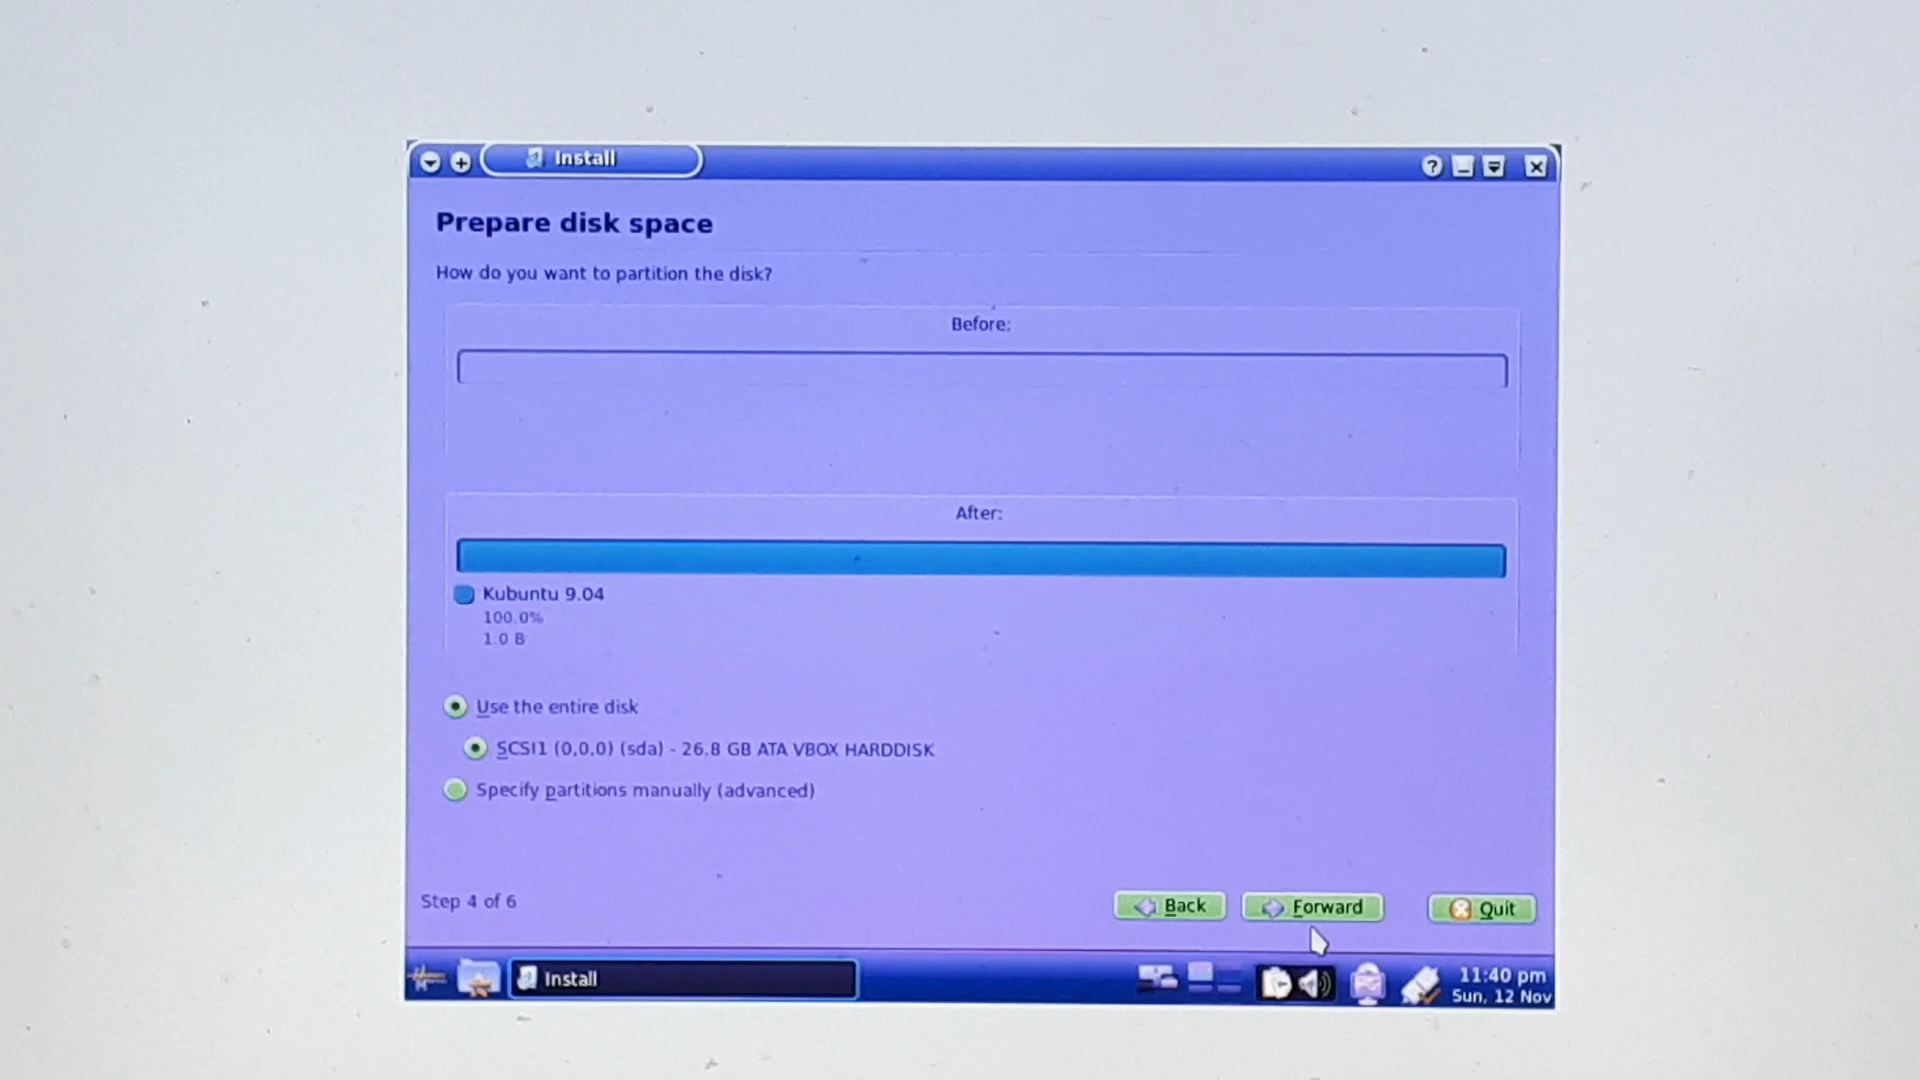 Install
Prepare disk space
How do you want to partition the disk?
Before:
After:
Kubuntu 9.04
100.0%
1.0 B
Use the entire disk
SCSI1 (0,0,0) (sda) - 26.8 GB ATA VBOX HARDDISK
Specify partitions manually (advanced)
Step 4 of 6
Back
Forward
Quit
Install
11:40 pm
Sun, 12 Nov